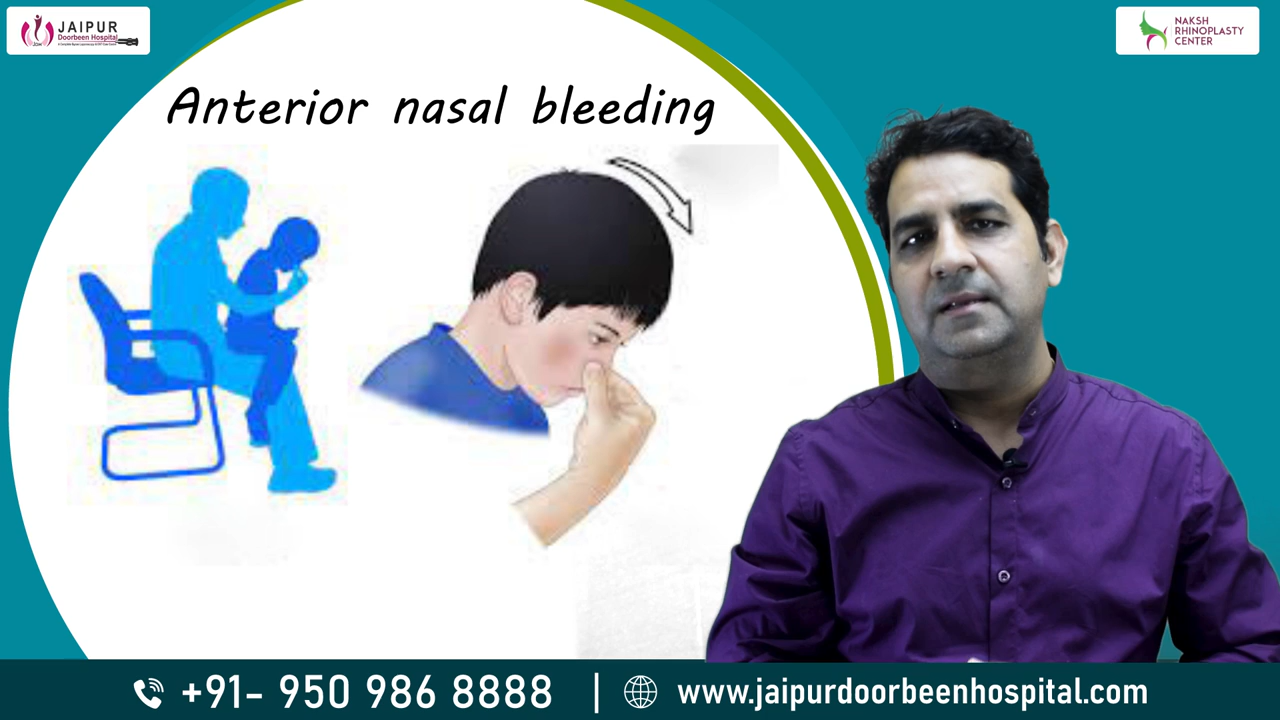 JAIPUR
Doorbeen Hospital
NAKSH
RHINOPLASTY
CENTER
Anterior nasal bleeding
+91- 950 986 8888 | www.jaipurdoorbeenhospital.com